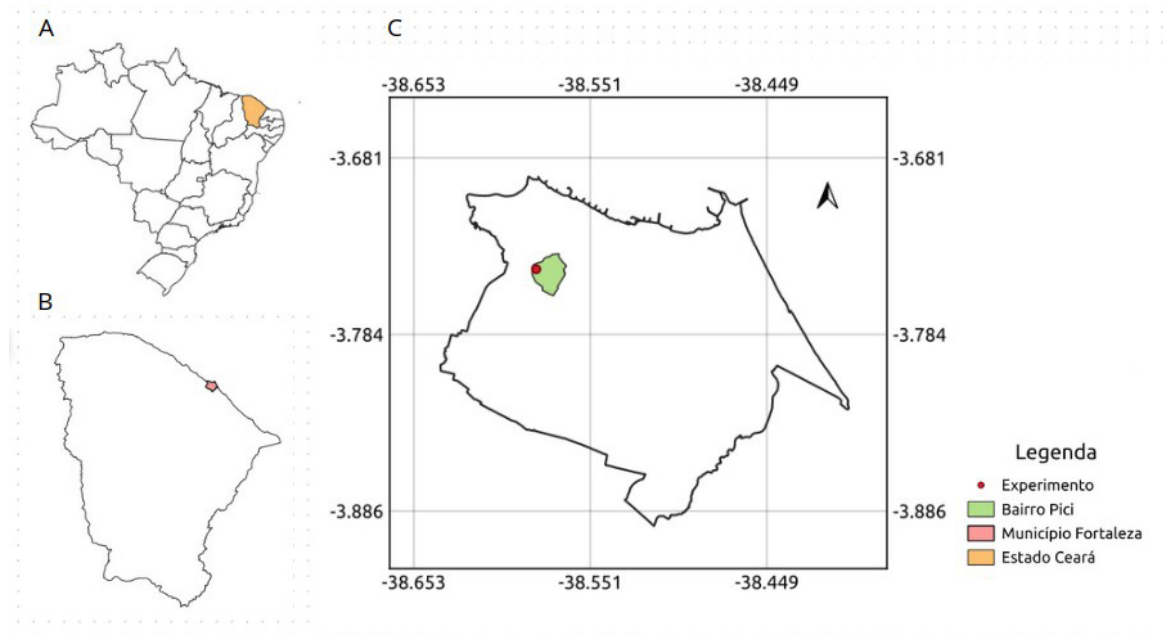 A
B
C
-38.653 -38.551 -38.449
-3.681 -3.681
-3.784 -3.784
-3.886 -3.886
-38.653 -38.551 -38.449
Legenda
Experimento
Bairro Pici
Município Fortaleza
Estado Ceará